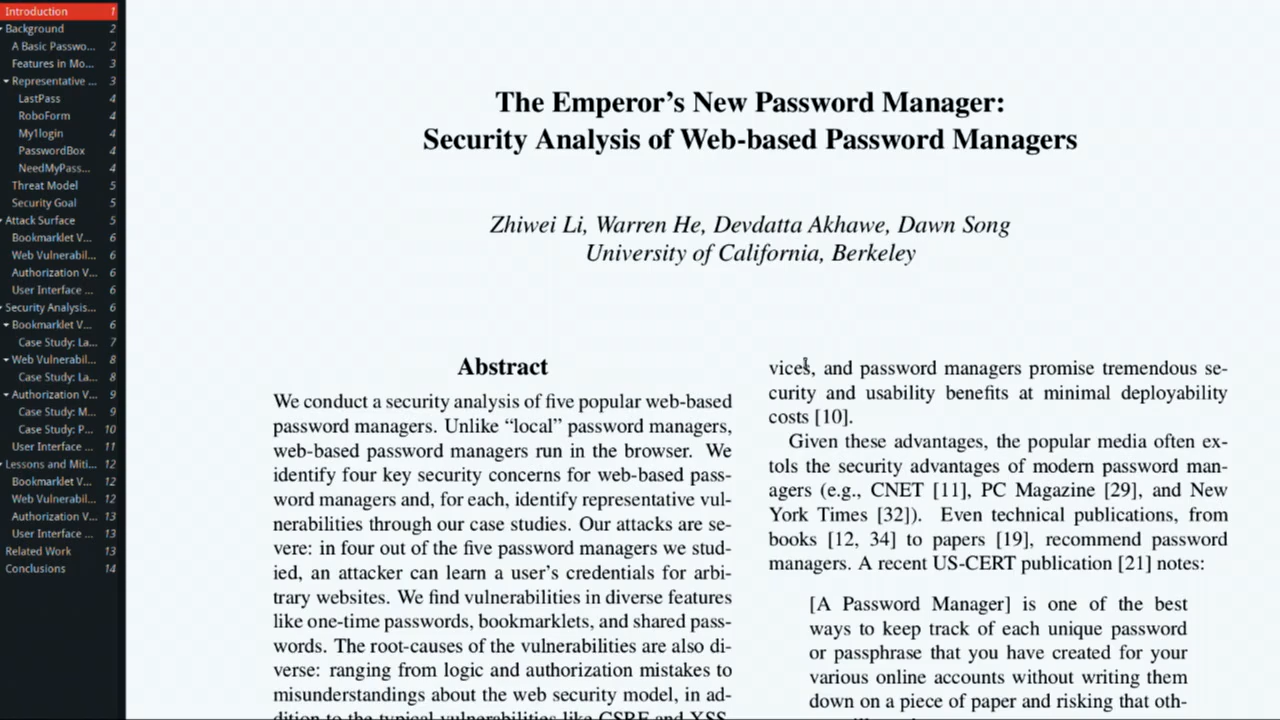 Introduction 1
Background 2
A Basic Passwo... 2
Features in Mo... 3
Representative ... 3
LastPass 4
RoboForm 4
My1login 4
PasswordBox 4
NeedMyPass... 4
Threat Model 5
Security Goal 5
Attack Surface 5
Bookmarklet V... 6
Web Vulnerabil... 6
Authorization V... 6
User Interface ... 6
Security Analysis... 6
Bookmarklet V... 6
Case Study: La... 7
Web Vulnerabil... 8
Case Study: La... 8
Authorization V... 9
Case Study: M... 9
Case Study: P... 10
User Interface ... 11
Lessons and Miti... 12
Bookmarklet V... 12
Web Vulnerabil... 12
Authorization V... 13
User Interface ... 13
Related Work 13
Conclusions 14
The Emperor's New Password Manager:
Security Analysis of Web-based Password Managers
Zhiwei Li, Warren He, Devdatta Akhawe, Dawn Song
University of California, Berkeley
Abstract
We conduct a security analysis of five popular web-based
password managers. Unlike “local” password managers,
web-based password managers run in the browser. We
identify four key security concerns for web-based pass-
word managers and, for each, identify representative vul-
nerabilities through our case studies. Our attacks are se-
vere: in four out of the five password managers we stud-
ied, an attacker can learn a user's credentials for arbi-
trary websites. We find vulnerabilities in diverse features
like one-time passwords, bookmarklets, and shared pass-
words. The root-causes of the vulnerabilities are also di-
verse: ranging from logic and authorization mistakes to
misunderstandings about the web security model, in ad-
dition to the typical vulnerabilities like CSRF and XSS.
vices, and password managers promise tremendous se-
curity and usability benefits at minimal deployability
costs [10].
Given these advantages, the popular media often ex-
tols the security advantages of modern password man-
agers (e.g., CNET [11], PC Magazine [29], and New
York Times [32]). Even technical publications, from
books [12, 34] to papers [19], recommend password
managers. A recent US-CERT publication [21] notes:
[A Password Manager] is one of the best
ways to keep track of each unique password
or passphrase that you have created for your
various online accounts without writing them
down on a piece of paper and risking that oth-